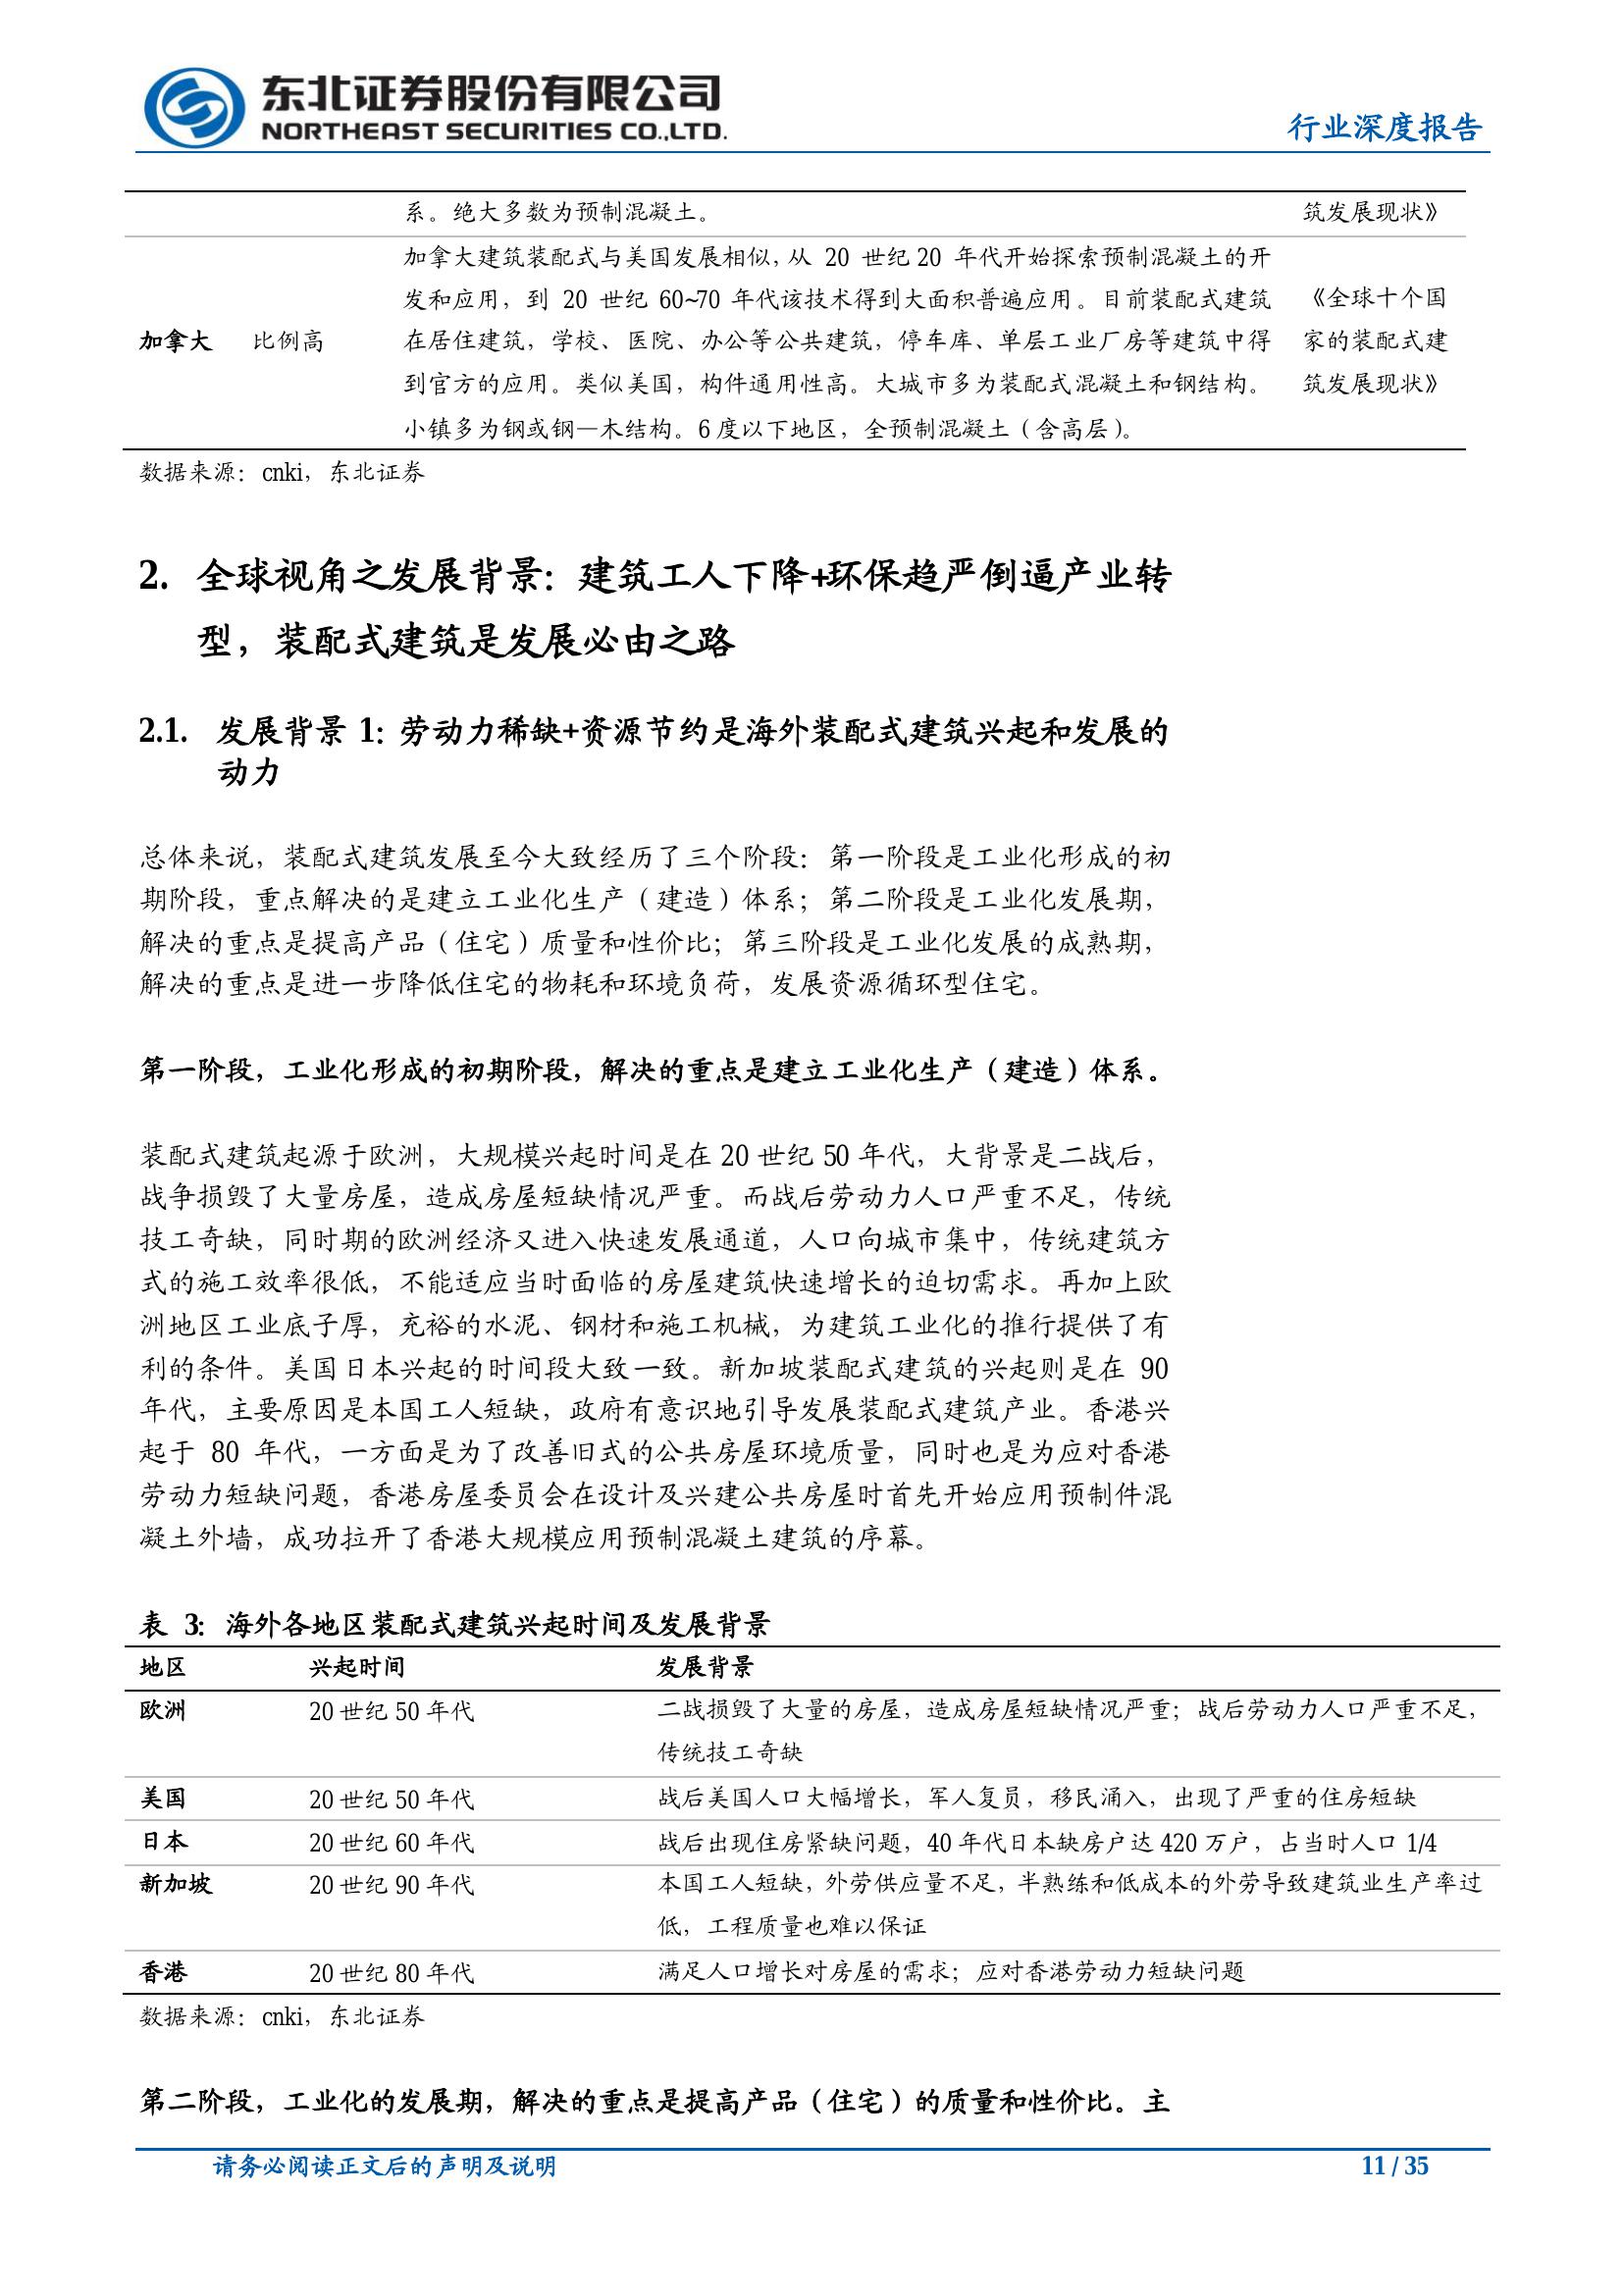 东北证券股份有限公司
NORTHEAST SECURITIES CO.,LTD.
行业深度报告
系。绝大多数为预制混凝土。 筑发展现状》
加拿大建筑装配式与美国发展相似，从 20 世纪 20 年代开始探索预制混凝土的开
发和应用，到 20 世纪 60~70 年代该技术得到大面积普遍应用。目前装配式建筑 《全球十个国
加拿大 比例高 在居住建筑，学校、医院、办公等公共建筑，停车库、单层工业厂房等建筑中得 家的装配式建
到官方的应用。类似美国，构件通用性高。大城市多为装配式混凝土和钢结构。 筑发展现状》
小镇多为钢或钢—木结构。6 度以下地区，全预制混凝土（含高层）。
数据来源：cnki，东北证券
2. 全球视角之发展背景：建筑工人下降+环保趋严倒逼产业转
型，装配式建筑是发展必由之路
2.1. 发展背景 1：劳动力稀缺+资源节约是海外装配式建筑兴起和发展的
动力
总体来说，装配式建筑发展至今大致经历了三个阶段：第一阶段是工业化形成的初
期阶段，重点解决的是建立工业化生产（建造）体系；第二阶段是工业化发展期，
解决的重点是提高产品（住宅）质量和性价比；第三阶段是工业化发展的成熟期，
解决的重点是进一步降低住宅的物耗和环境负荷，发展资源循环型住宅。
第一阶段，工业化形成的初期阶段，解决的重点是建立工业化生产（建造）体系。
装配式建筑起源于欧洲，大规模兴起时间是在 20 世纪 50 年代，大背景是二战后，
战争损毁了大量房屋，造成房屋短缺情况严重。而战后劳动力人口严重不足，传统
技工奇缺，同时期的欧洲经济又进入快速发展通道，人口向城市集中，传统建筑方
式的施工效率很低，不能适应当时面临的房屋建筑快速增长的迫切需求。再加上欧
洲地区工业底子厚，充裕的水泥、钢材和施工机械，为建筑工业化的推行提供了有
利的条件。美国日本兴起的时间段大致一致。新加坡装配式建筑的兴起则是在 90
年代，主要原因是本国工人短缺，政府有意识地引导发展装配式建筑产业。香港兴
起于 80 年代，一方面是为了改善旧式的公共房屋环境质量，同时也是为应对香港
劳动力短缺问题，香港房屋委员会在设计及兴建公共房屋时首先开始应用预制件混
凝土外墙，成功拉开了香港大规模应用预制混凝土建筑的序幕。
表 3：海外各地区装配式建筑兴起时间及发展背景
地区 兴起时间 发展背景
欧洲 20 世纪 50 年代 二战损毁了大量的房屋，造成房屋短缺情况严重；战后劳动力人口严重不足，
传统技工奇缺
美国 20 世纪 50 年代 战后美国人口大幅增长，军人复员，移民涌入，出现了严重的住房短缺
日本 20 世纪 60 年代 战后出现住房紧缺问题，40 年代日本缺房户达 420 万户，占当时人口 1/4
新加坡 20 世纪 90 年代 本国工人短缺，外劳供应量不足，半熟练和低成本的外劳导致建筑业生产率过
低，工程质量也难以保证
香港 20 世纪 80 年代 满足人口增长对房屋的需求；应对香港劳动力短缺问题
数据来源：cnki，东北证券
第二阶段，工业化的发展期，解决的重点是提高产品（住宅）的质量和性价比。主
请务必阅读正文后的声明及说明 11 / 35